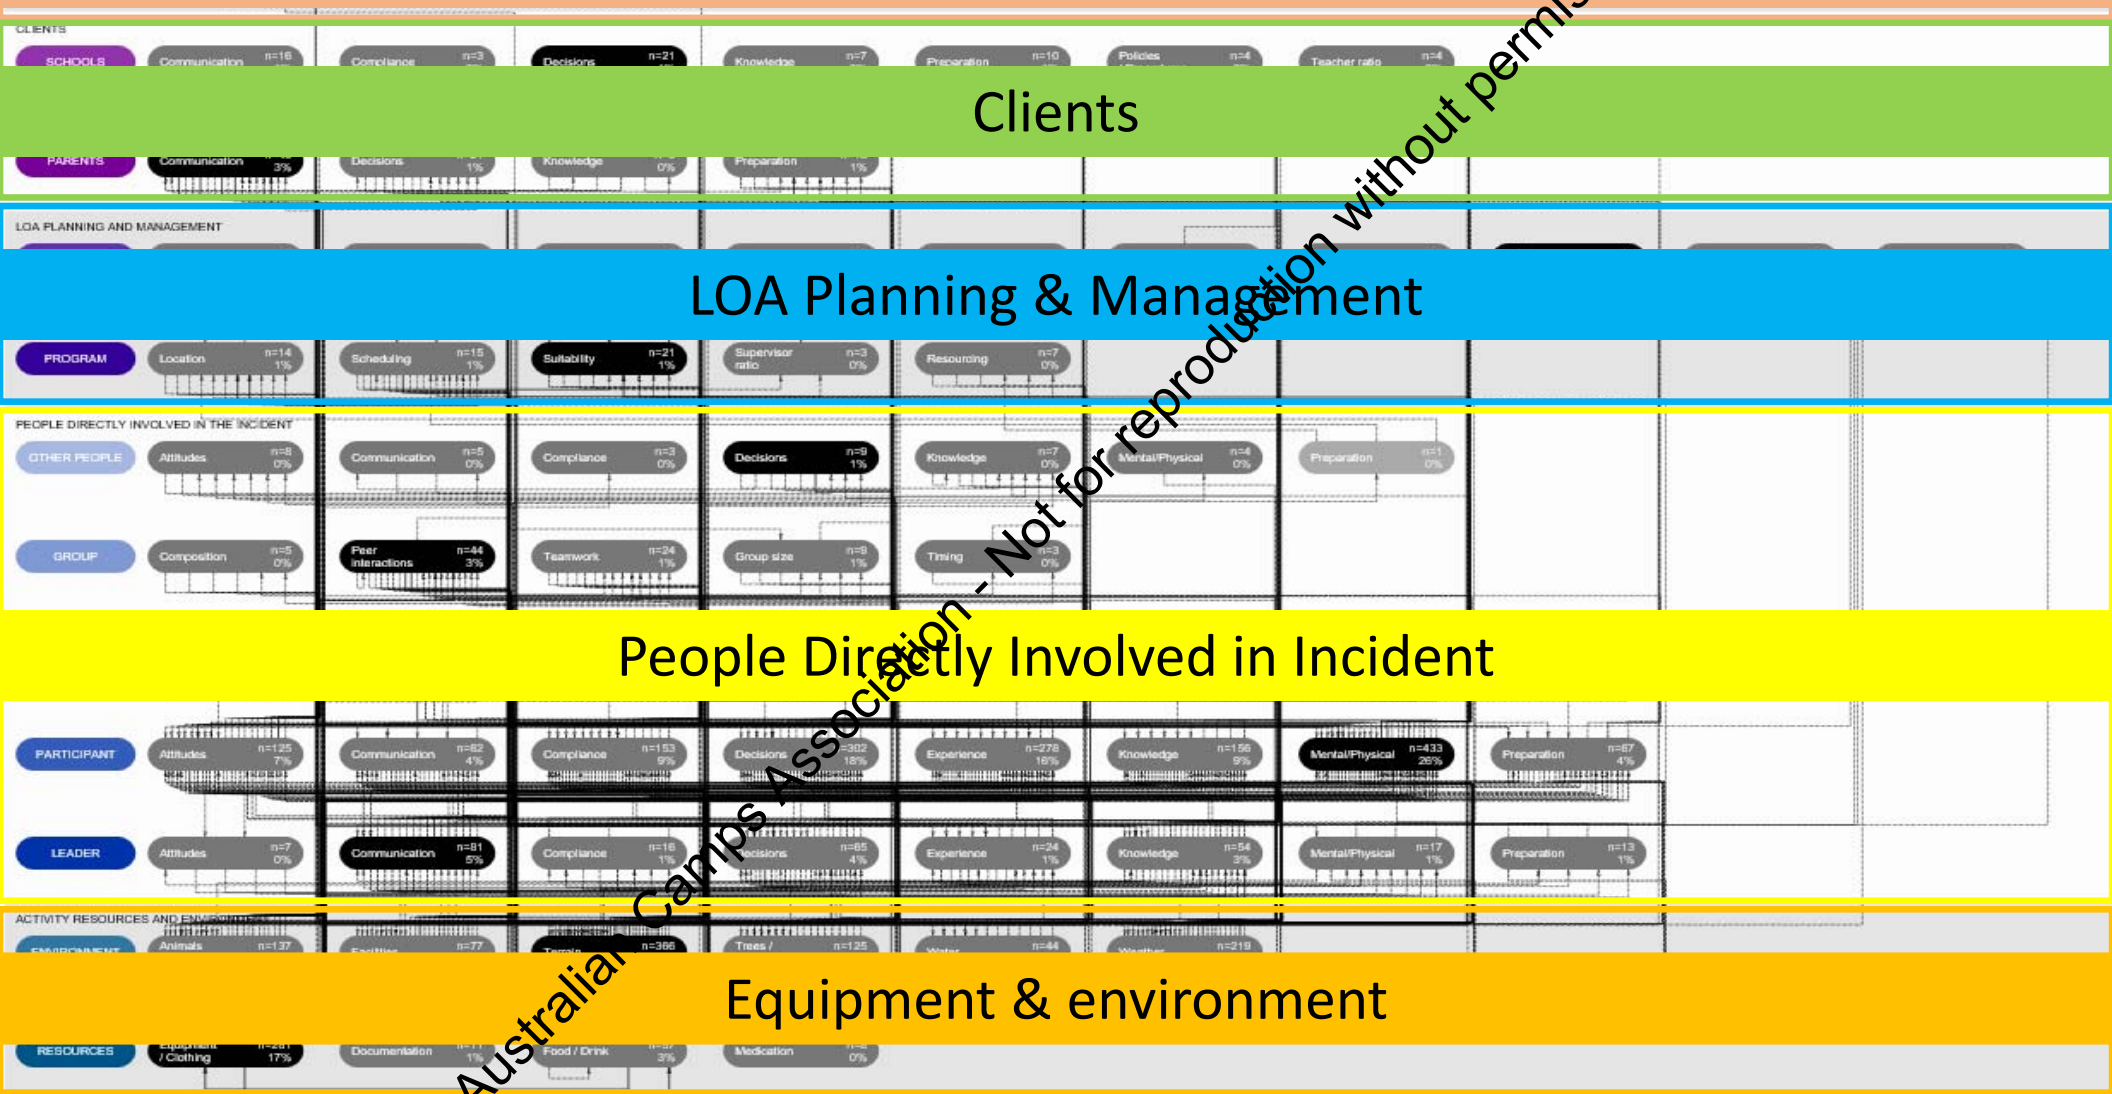 CLIENTS
SCHOOLS
Communication n=16
Compliance n=3
Decisions n=21
Knowledge n=7
Preparation n=10
Policies n=4
Teacher ratio n=4
Clients
PARENTS
Communication 3%
Decisions 1%
Knowledge 0%
Preparation 1%
LOA PLANNING AND MANAGEMENT
LOA Planning & Management
PROGRAM
Location n=14 1%
Scheduling n=15 1%
Suitability n=21 1%
Supervisor ratio n=3 0%
Resourcing n=7 0%
PEOPLE DIRECTLY INVOLVED IN THE INCIDENT
OTHER PEOPLE
Attitudes n=8 0%
Communication n=5 0%
Compliance n=3 0%
Decisions n=9 1%
Knowledge n=7 0%
Mental/Physical n=4 0%
Preparation n=1 0%
GROUP
Composition n=5 0%
Peer interactions n=44 3%
Teamwork n=24 1%
Group size n=9 1%
Timing n=3 0%
People Directly Involved in Incident
PARTICIPANT
Attitudes n=125 7%
Communication n=62 4%
Compliance n=153 9%
Decisions =302 18%
Experience n=278 16%
Knowledge n=156 9%
Mental/Physical n=433 26%
Preparation n=67 4%
LEADER
Attitudes n=7 0%
Communication n=81 5%
Compliance n=16 1%
Decisions n=65 4%
Experience n=24 1%
Knowledge n=54 3%
Mental/Physical n=17 1%
Preparation n=13 1%
ACTIVITY RESOURCES AND
ENVIRONMENT
Animals n=137
Facilities n=77
Terrain n=366
Trees / n=125
Water n=44
Weather n=219
Equipment & environment
RESOURCES
Equipment / Clothing 17%
Documentation 1%
Food / Drink 3%
Medication 0%
Australian Camps Association - Not for reproduction without